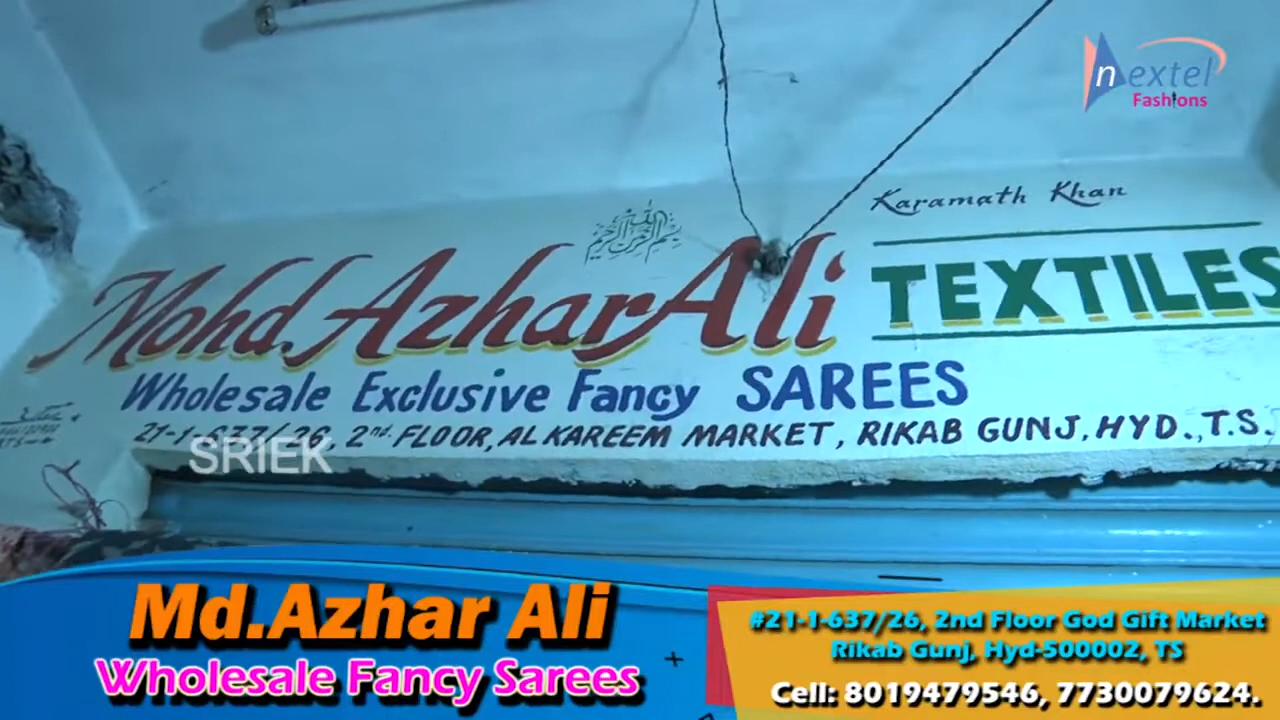 nextel
Fashions
Karamath Khan
بسم الله الرحمن الرحيم
Mohd. Azhar Ali TEXTILES
Wholesale Exclusive Fancy SAREES
21-1-637/26, 2nd. FLOOR, AL KAREEM MARKET, RIKAB GUNJ, HYD., T.S.
SRIEK
Md.Azhar Ali
Wholesale Fancy Sarees
#21-1-637/26, 2nd Floor God Gift Market
Rikab Gunj, Hyd-500002, TS
Cell: 8019479546, 7730079624.